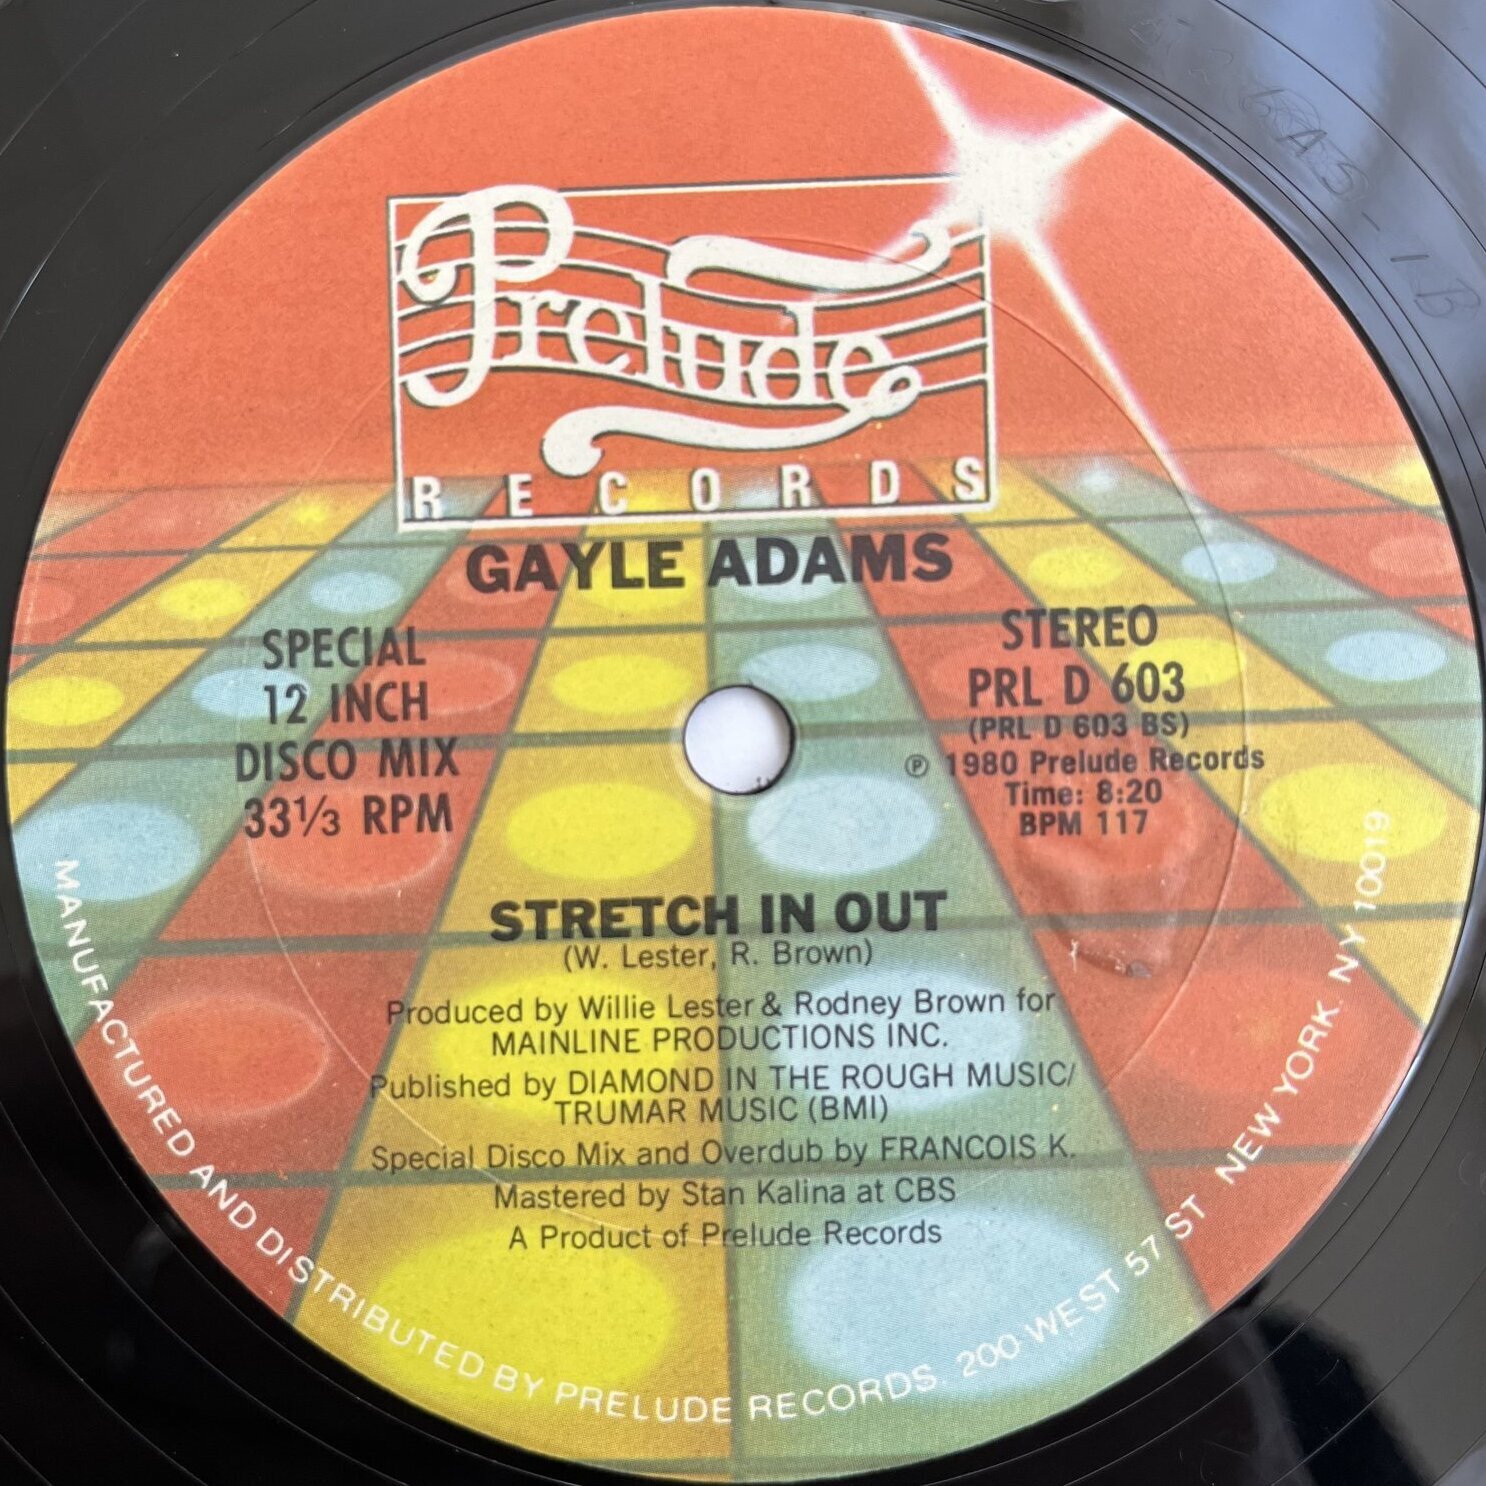 Prelude
RECORDS
GAYLE ADAMS
SPECIAL
12 INCH
DISCO MIX
33⅓ RPM
STEREO
PRL D 603
(PRL D 603 BS)
℗ 1980 Prelude Records
Time: 8:20
BPM 117
STRETCH IN OUT
(W. Lester, R. Brown)
Produced by Willie Lester & Rodney Brown for
MAINLINE PRODUCTIONS INC.
Published by DIAMOND IN THE ROUGH MUSIC/
TRUMAR MUSIC (BMI)
Special Disco Mix and Overdub by FRANCOIS K.
Mastered by Stan Kalina at CBS
A Product of Prelude Records
MANUFACTURED AND DISTRIBUTED BY PRELUDE RECORDS. 200 WEST 57 ST NEW YORK. NY 10019